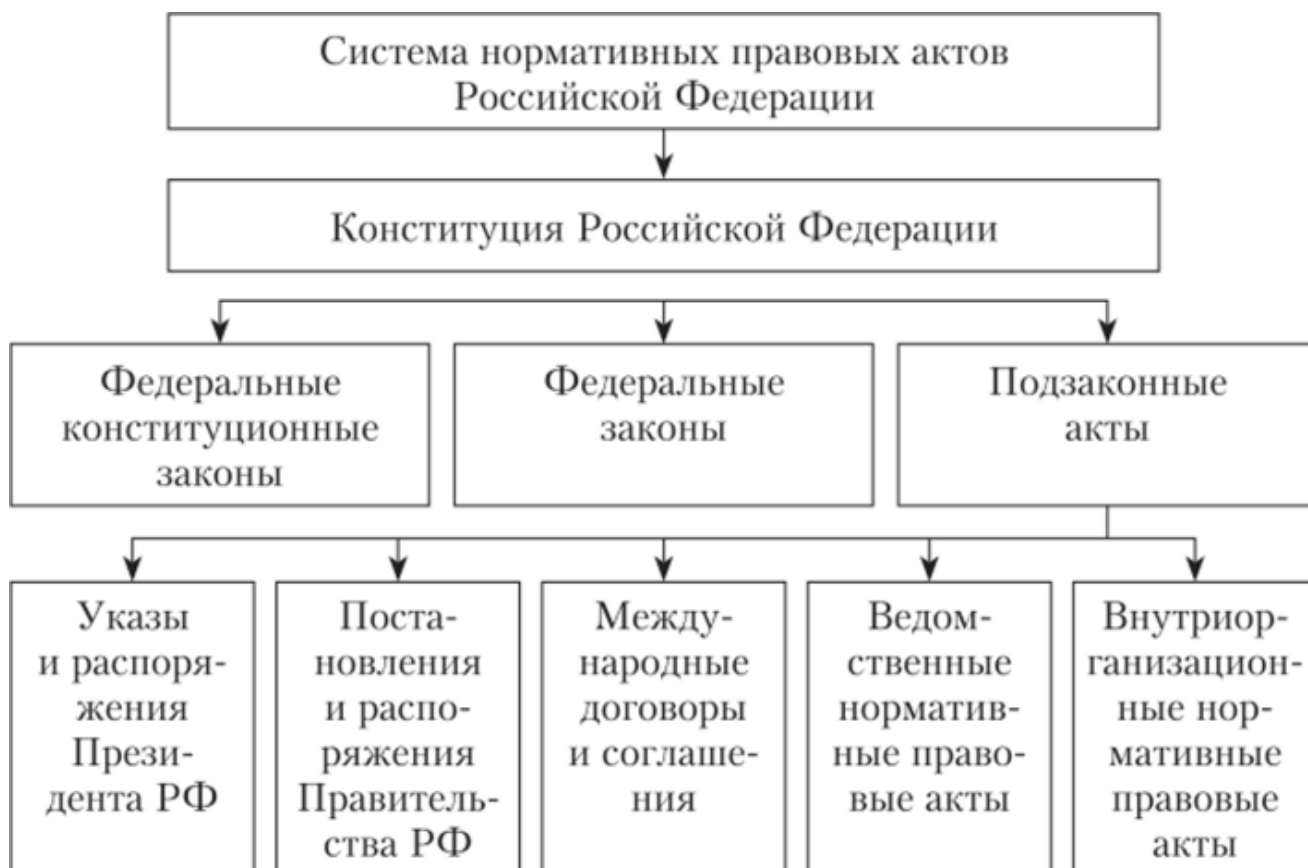 Система нормативных правовых актов
Российской Федерации
Конституция Российской Федерации
Федеральные
конституционные
законы
Федеральные
законы
Подзаконные
акты
Указы
и распоря-
жения
Прези-
дента РФ
Поста-
новления
и распо-
ряжения
Правитель-
ства РФ
Между-
народные
договоры
и соглаше-
ния
Ведом-
ственные
норматив-
ные право-
вые акты
Внутриор-
ганизацион-
ные нор-
мативные
правовые
акты